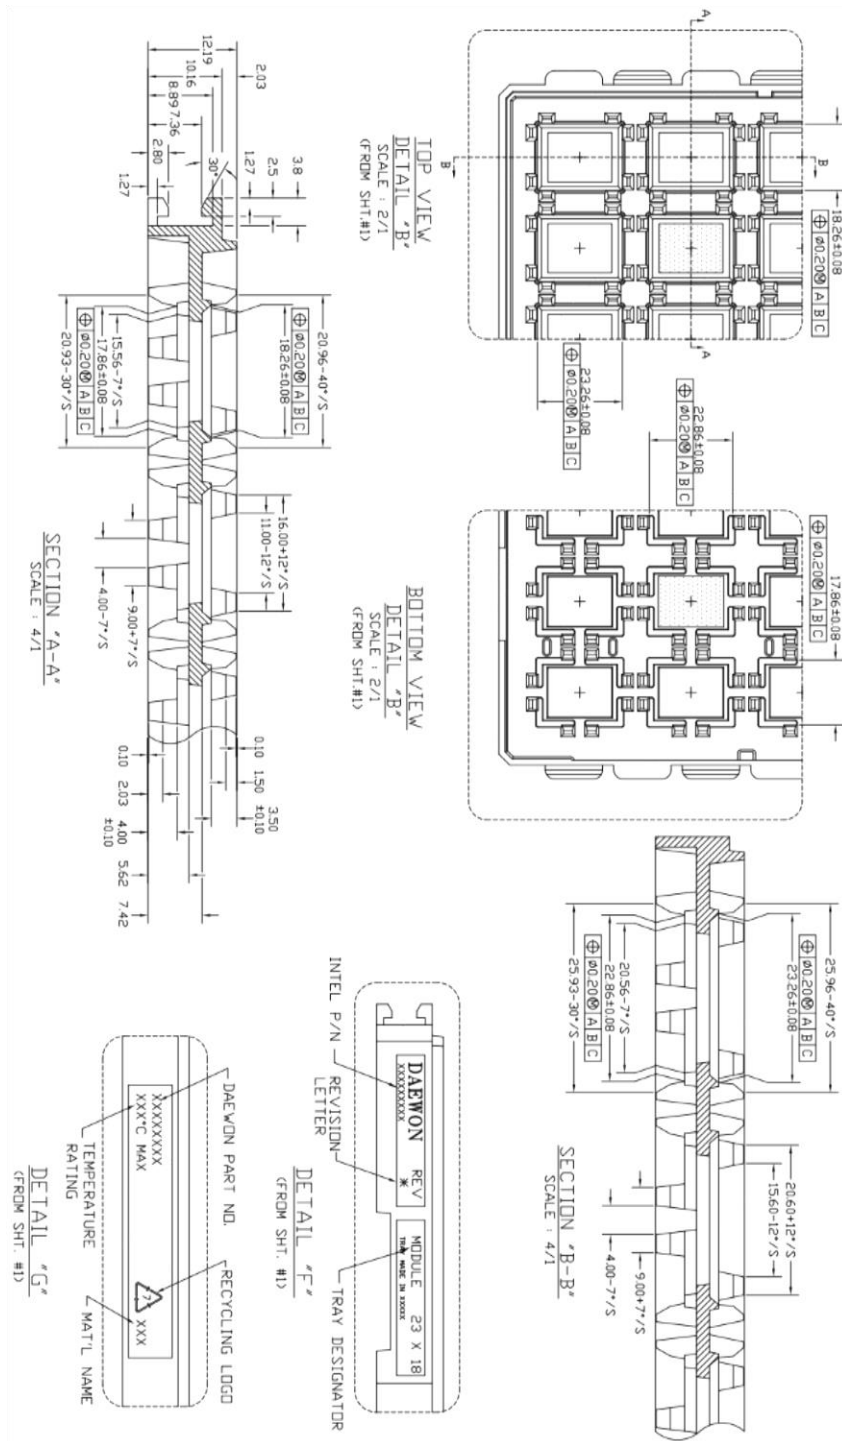 TOP VIEW
DETAIL "B"
SCALE : 2/1
(FROM SHT.#1)
A
A
B
B
18.26±0.08
⌖ ø0.20Ⓜ A B C
23.26±0.08
⌖ ø0.20Ⓜ A B C
BOTTOM VIEW
DETAIL "B"
SCALE : 2/1
(FROM SHT.#1)
22.86±0.08
⌖ ø0.20Ⓜ A B C
17.86±0.08
⌖ ø0.20Ⓜ A B C
12.19
10.16
8.89
7.36
2.80
1.27
2.03
30°
1.27
2.5
3.8
20.96-40°/S
18.26±0.08
⌖ ø0.20Ⓜ A B C
15.56-7°/S
17.86±0.08
⌖ ø0.20Ⓜ A B C
20.93-30°/S
16.00+12°/S
11.00-12°/S
4.00-7°/S
9.00+7°/S
0.10
1.50
3.50
±0.10
0.10
2.03
4.00
±0.10
5.62
7.42
SECTION "A-A"
SCALE : 4/1
25.96-40°/S
23.26±0.08
⌖ ø0.20Ⓜ A B C
20.56-7°/S
22.86±0.08
⌖ ø0.20Ⓜ A B C
25.93-30°/S
20.60+12°/S
15.60-12°/S
4.00-7°/S
9.00+7°/S
SECTION "B-B"
SCALE : 4/1
INTEL P/N
REVISION
LETTER
TRAY DESIGNATOR
DAEWON REV
XXXXXXXXX *
MODULE 23 X 18
TRAY MADE IN XXXXX
DETAIL "F"
(FROM SHT. #1)
DAEWON PART NO.
RECYCLING LOGO
XXXXXXXX
XXX°C MAX
7
XXX
TEMPERATURE
RATING
MAT'L NAME
DETAIL "G"
(FROM SHT. #1)